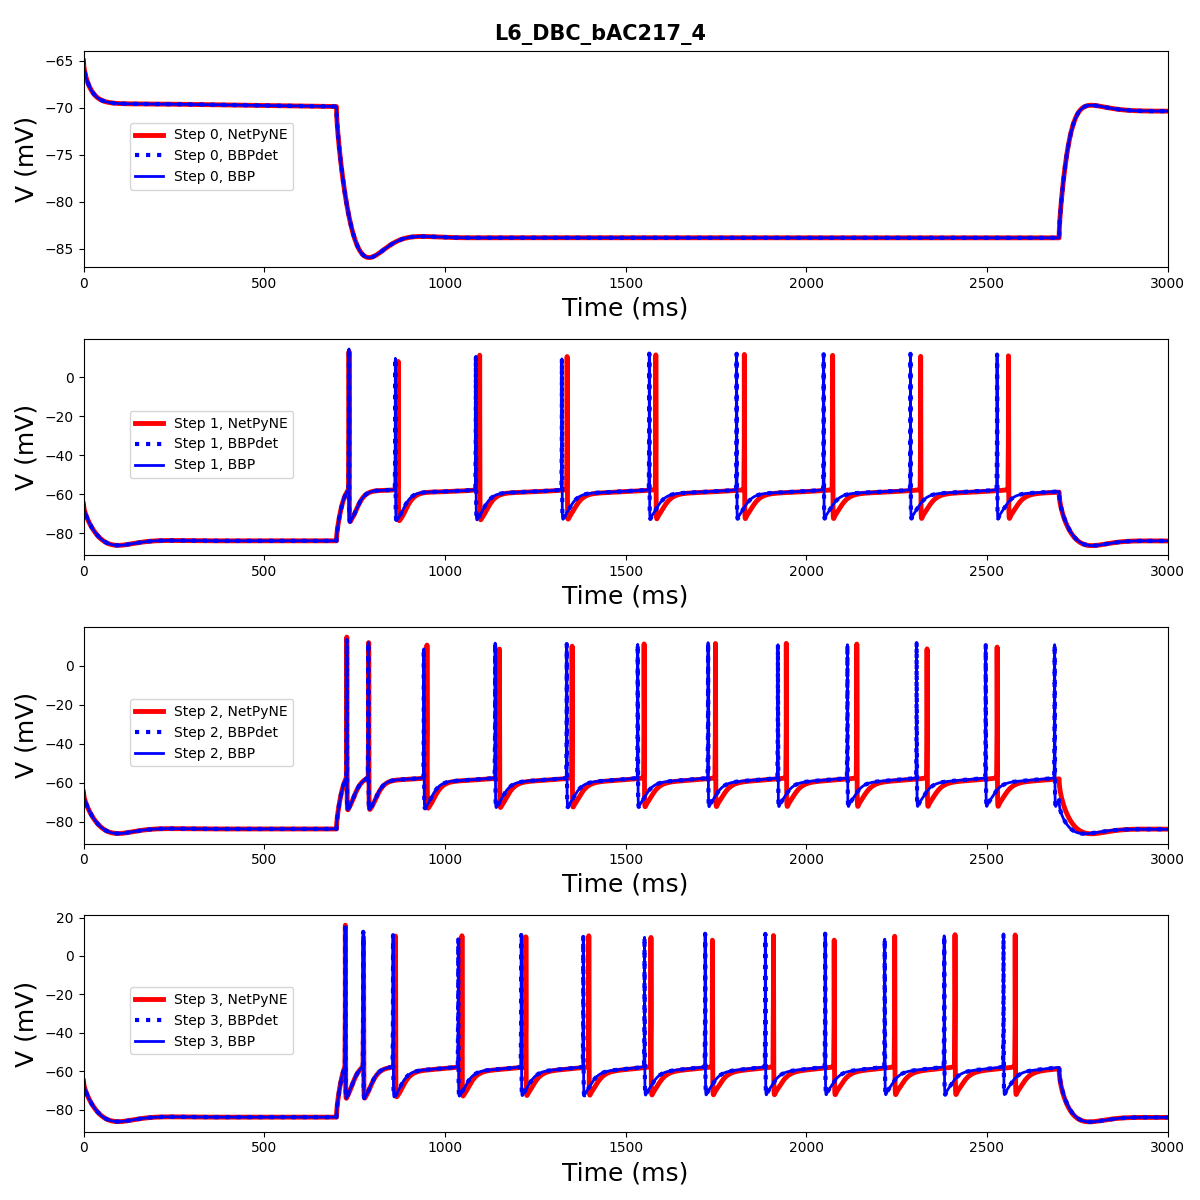 L6_DBC_bAC217_4
V (mV)
−65
−70
−75
−80
−85
Step 0, NetPyNE
Step 0, BBPdet
Step 0, BBP
0 500 1000 1500 2000 2500 3000
Time (ms)
V (mV)
0
−20
−40
−60
−80
Step 1, NetPyNE
Step 1, BBPdet
Step 1, BBP
0 500 1000 1500 2000 2500 3000
Time (ms)
V (mV)
0
−20
−40
−60
−80
Step 2, NetPyNE
Step 2, BBPdet
Step 2, BBP
0 500 1000 1500 2000 2500 3000
Time (ms)
V (mV)
20
0
−20
−40
−60
−80
Step 3, NetPyNE
Step 3, BBPdet
Step 3, BBP
0 500 1000 1500 2000 2500 3000
Time (ms)